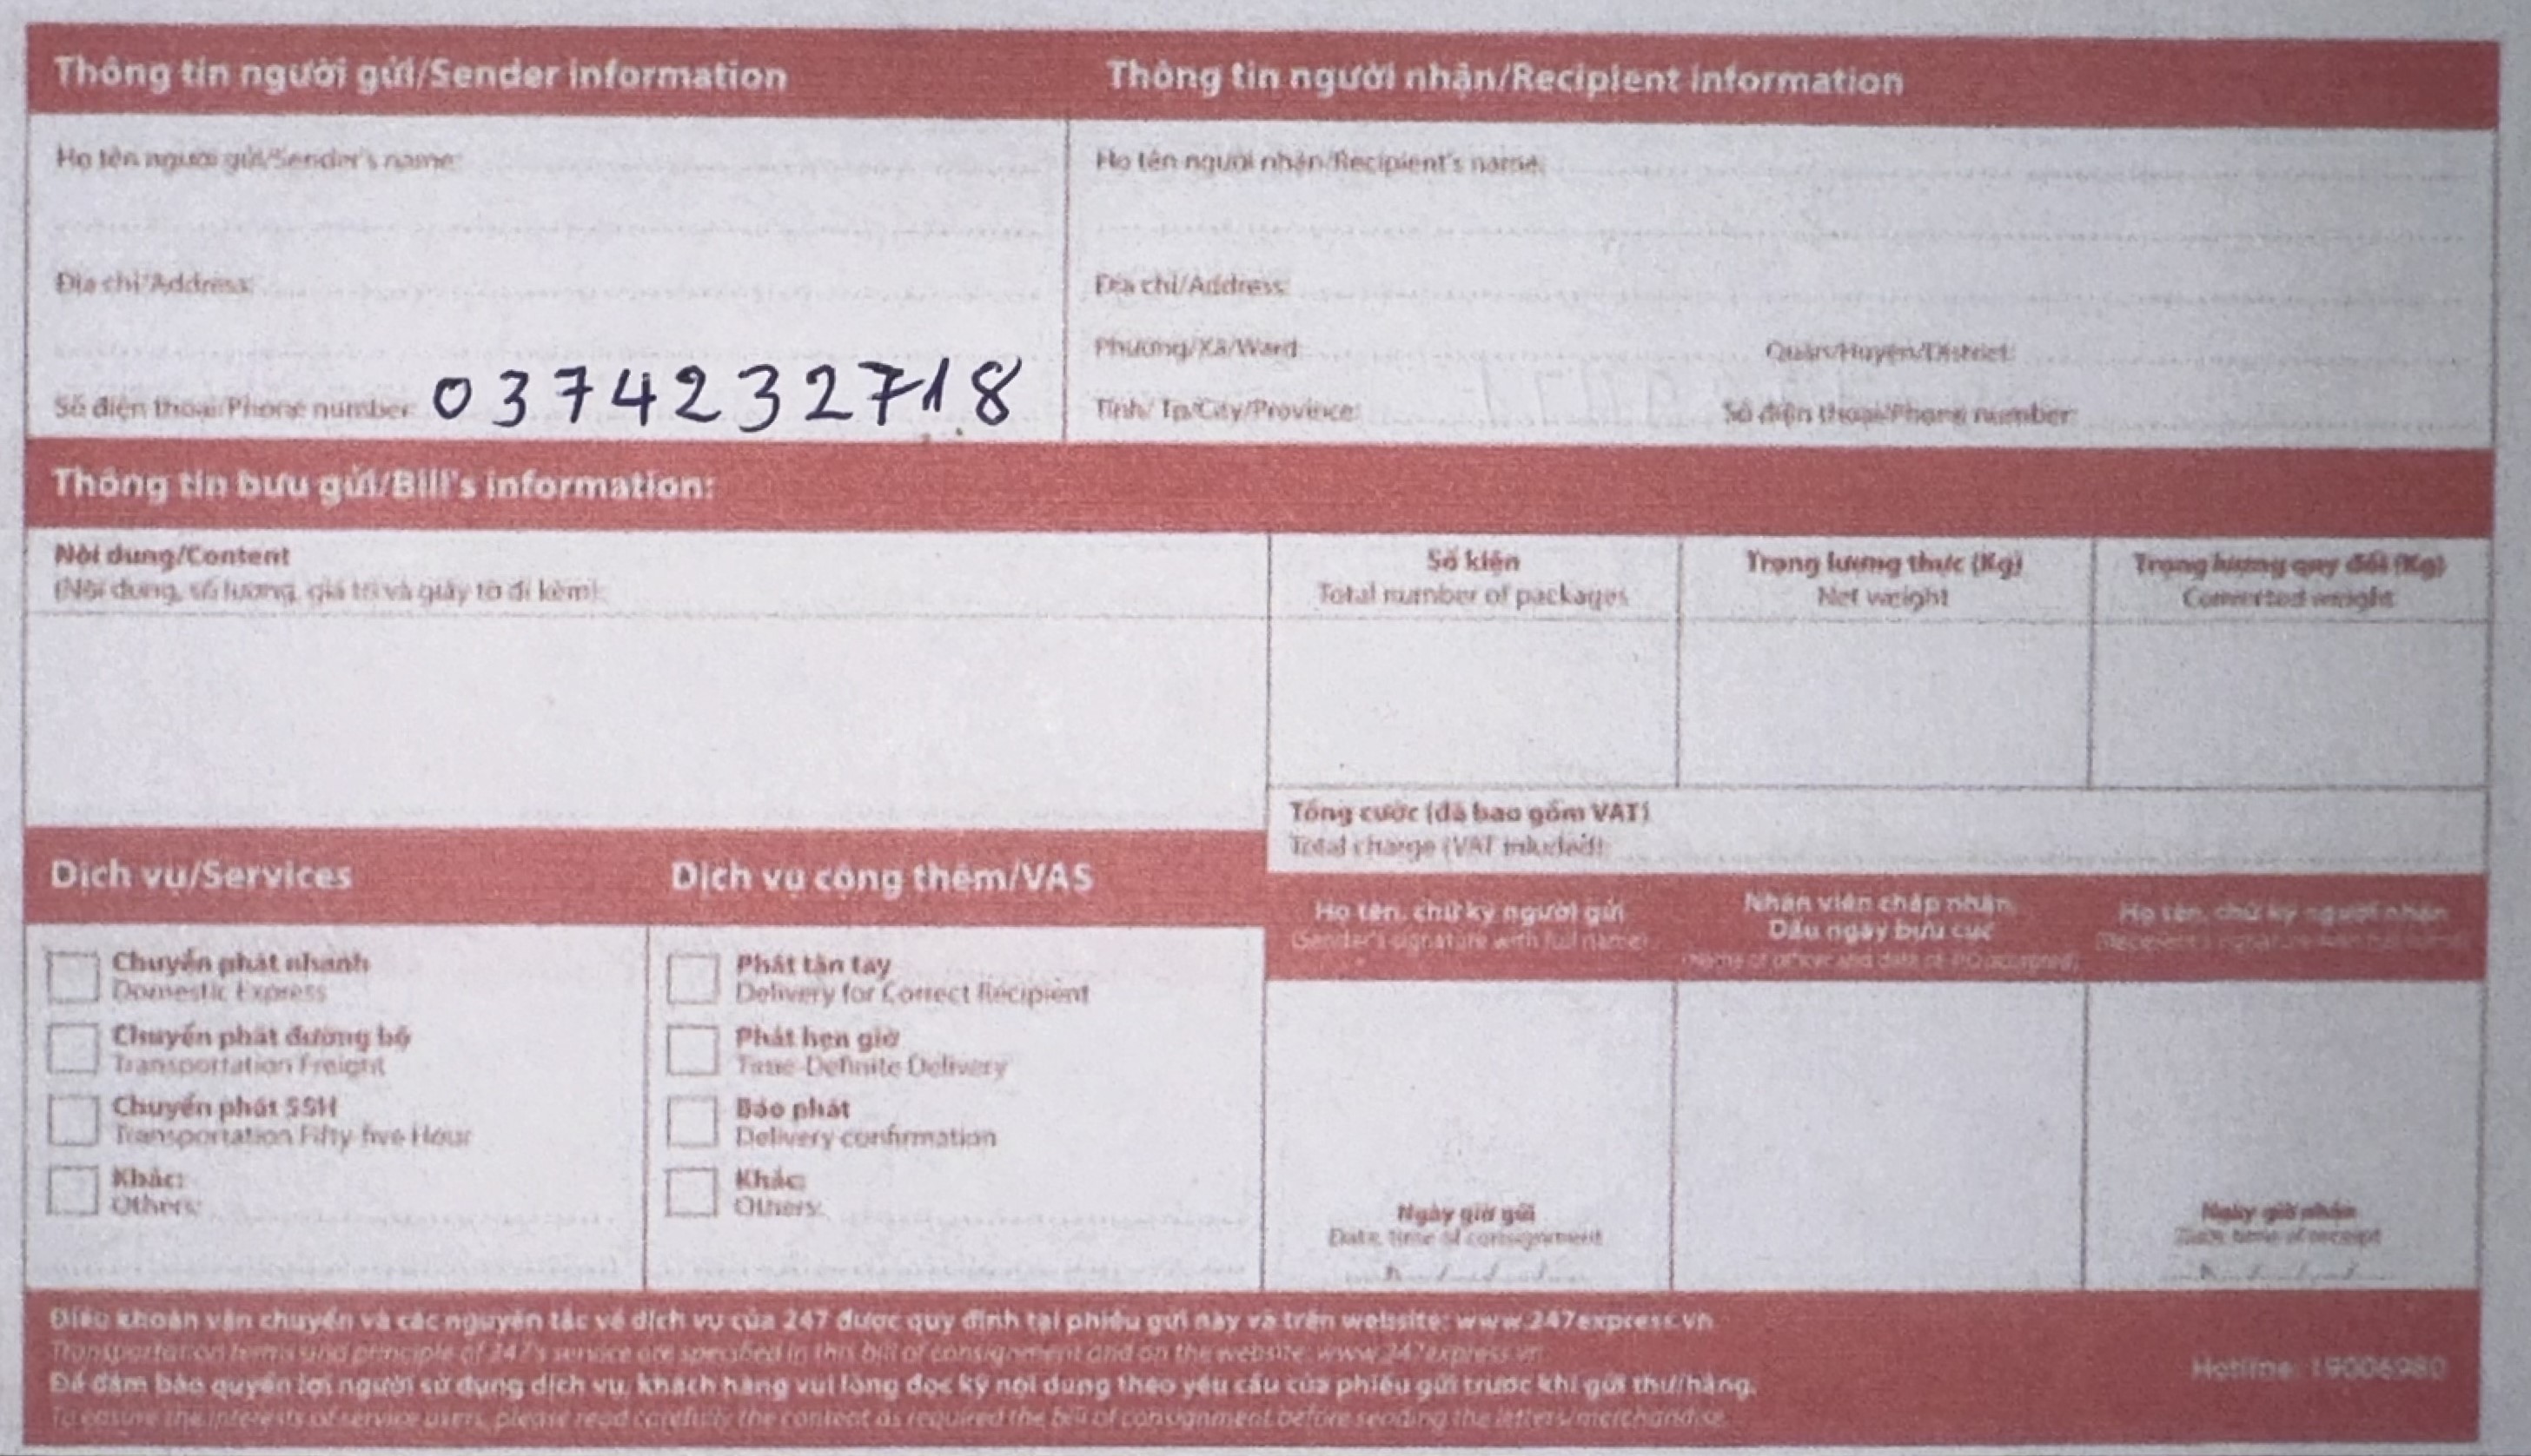 Thông tin người gửi/Sender information
Thông tin người nhận/Recipient information
Họ tên người gửi/Sender's name:
Họ tên người nhận/Recipient's name:
Địa chỉ/Address:
Địa chỉ/Address:
Phường/Xã/Ward:
Quận/Huyện/District:
Số điện thoại/Phone number: 0374232718
Tỉnh/ Tp/City/Province:
Số điện thoại/Phone number:
Thông tin bưu gửi/Bill's information:
Nội dung/Content
(Nội dung, số lượng, giá trị và giấy tờ đi kèm):
Số kiện
Total number of packages
Trọng lượng thực (Kg)
Net weight
Trọng lượng quy đổi (Kg)
Converted weight
Tổng cước (đã bao gồm VAT)
Total charge (VAT inluded):
Dịch vụ/Services
Dịch vụ cộng thêm/VAS
Họ tên, chữ ký người gửi
(Sender's signature with full name)
Nhân viên chấp nhận
Dấu ngày bưu cục
(Name of officer and date of P.O accepted)
Họ tên, chữ ký người nhận
(Recipient's signature with full name)
Chuyển phát nhanh
Domestic Express
Chuyển phát đường bộ
Transportation Freight
Chuyển phát 55H
Transportation Fifty five Hour
Khác:
Others:
Phát tận tay
Delivery for Correct Recipient
Phát hẹn giờ
Time-Definite Delivery
Báo phát
Delivery confirmation
Khác:
Others:
Ngày giờ gửi
Date, time of consignment
Ngày giờ nhận
Date, time of receipt
Điều khoản vận chuyển và các nguyên tắc về dịch vụ của 247 được quy định tại phiếu gửi này và trên website: www.247express.vn
Transportation terms and principle of 247's service are specified in this bill of consignment and on the website: www.247express.vn
Để đảm bảo quyền lợi người sử dụng dịch vụ, khách hàng vui lòng đọc kỹ nội dung theo yêu cầu của phiếu gửi trước khi gửi thư/hàng.
To ensure the interests of service users, please read carefully the content as required the bill of consignment before sending the letters/merchandise.
Hotline: 19006980